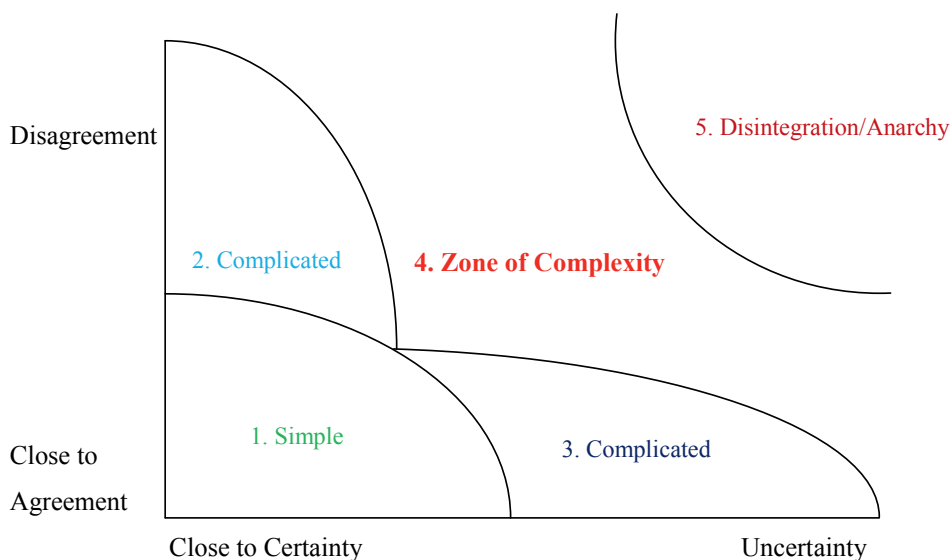 5. Disintegration/Anarchy
Disagreement
2. Complicated
4. Zone of Complexity
1. Simple
3. Complicated
Close to
Agreement
Close to Certainty
Uncertainty